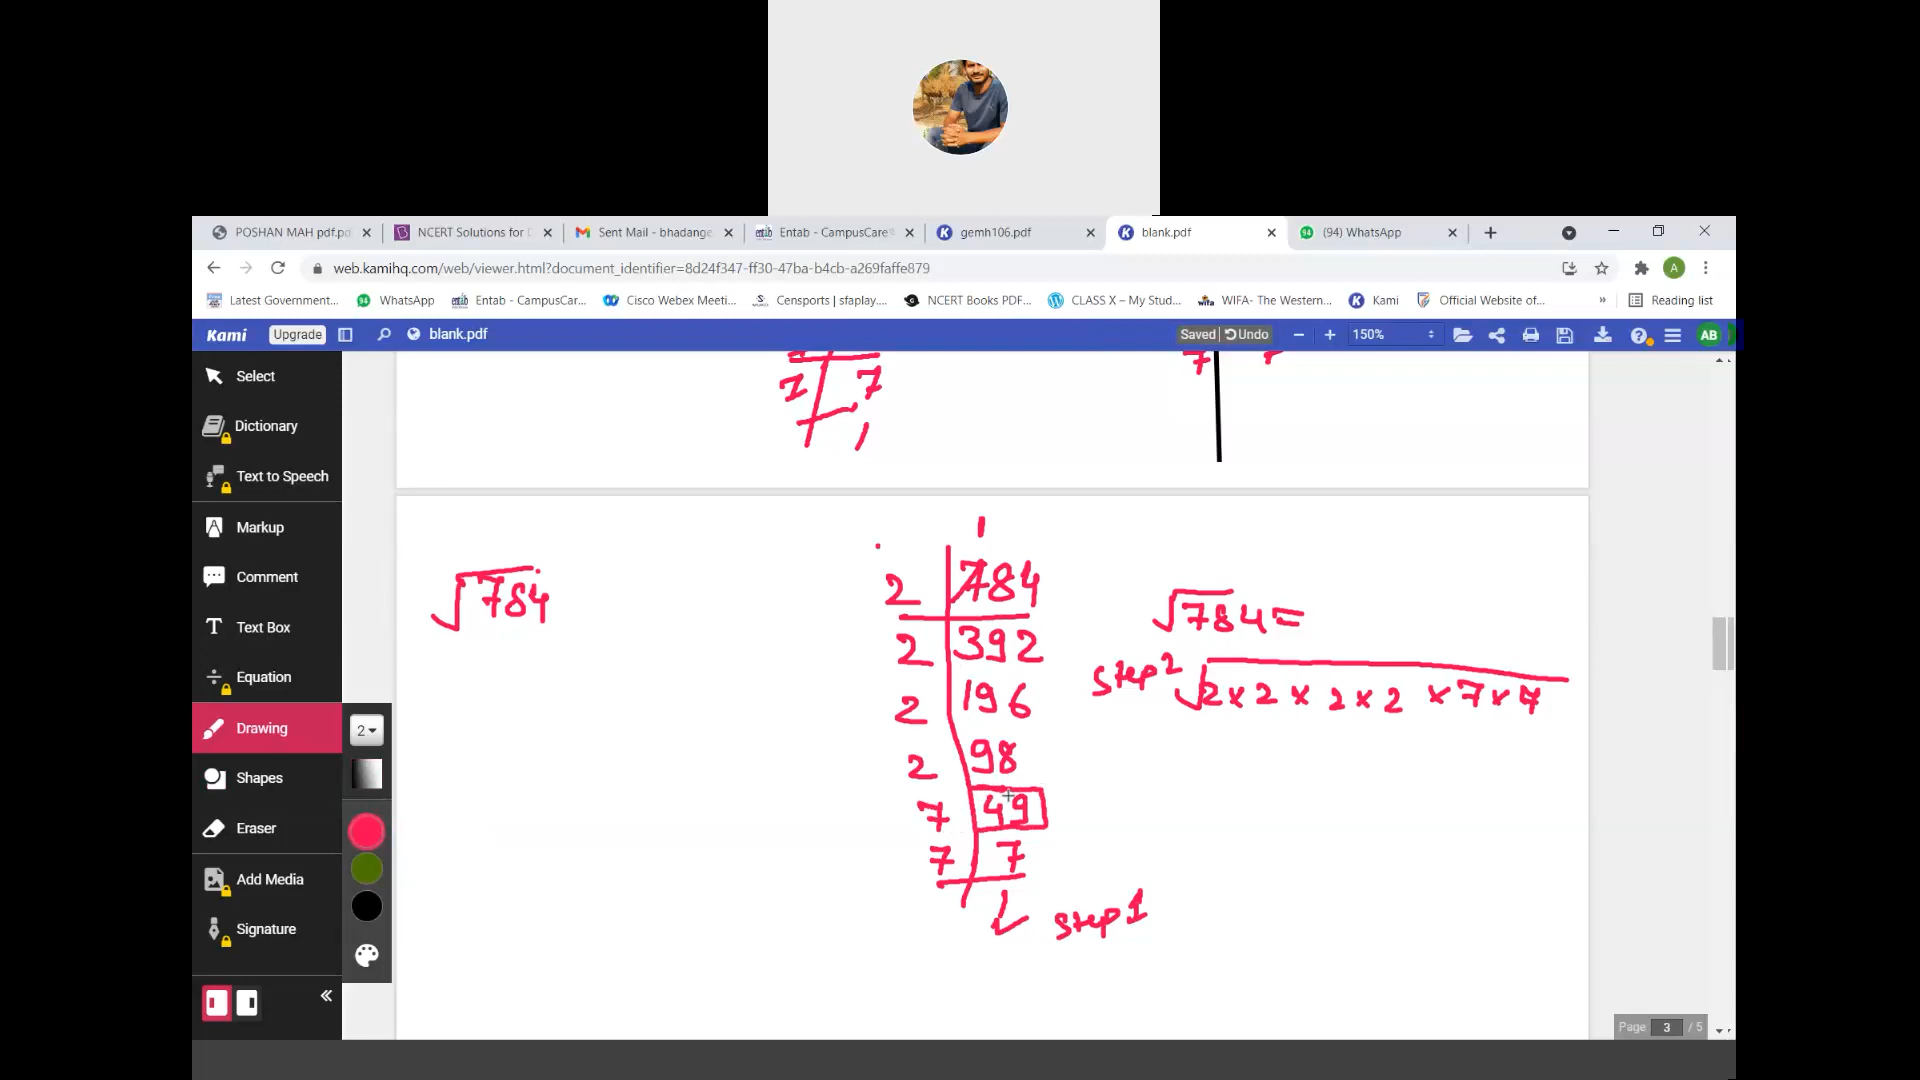 POSHAN MAH pdf.pd
NCERT Solutions for
Sent Mail - bhadange
Entab - CampusCare
gemh106.pdf
blank.pdf
(94) WhatsApp
web.kamihq.com/web/viewer.html?document_identifier=8d24f347-ff30-47ba-b4cb-a269faffe879
A
Latest Government...
WhatsApp
Entab - CampusCar...
Cisco Webex Meeti...
Censports | sfaplay....
NCERT Books PDF...
CLASS X – My Stud...
WIFA- The Western...
Kami
Official Website of...
»
Reading list
Kami
Upgrade
blank.pdf
Saved
Undo
150%
AB
Select
Dictionary
Text to Speech
Markup
Comment
Text Box
Equation
Drawing
2
Shapes
Eraser
Add Media
Signature
7 7
1
7
√784
1
2 784
2 392
2 196
2 98
7 49
7 7
1
step 1
√784 =
step 2 √2 x 2 x 2 x 2 x 7 x 7
Page 3 / 5